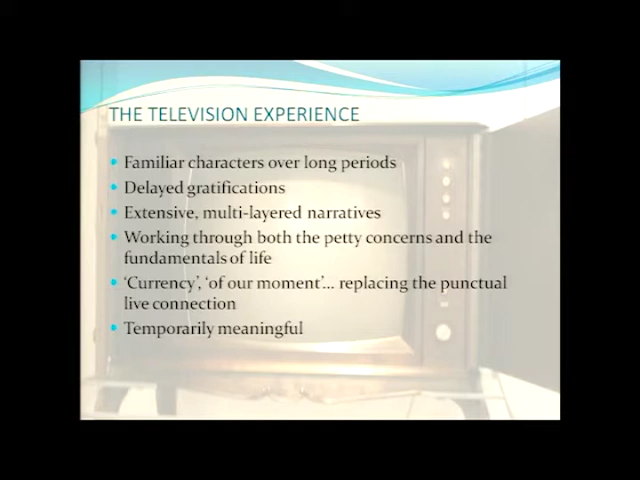 THE TELEVISION EXPERIENCE
• Familiar characters over long periods
• Delayed gratifications
• Extensive, multi-layered narratives
• Working through both the petty concerns and the
fundamentals of life
• ‘Currency’, ‘of our moment’... replacing the punctual
live connection
• Temporarily meaningful